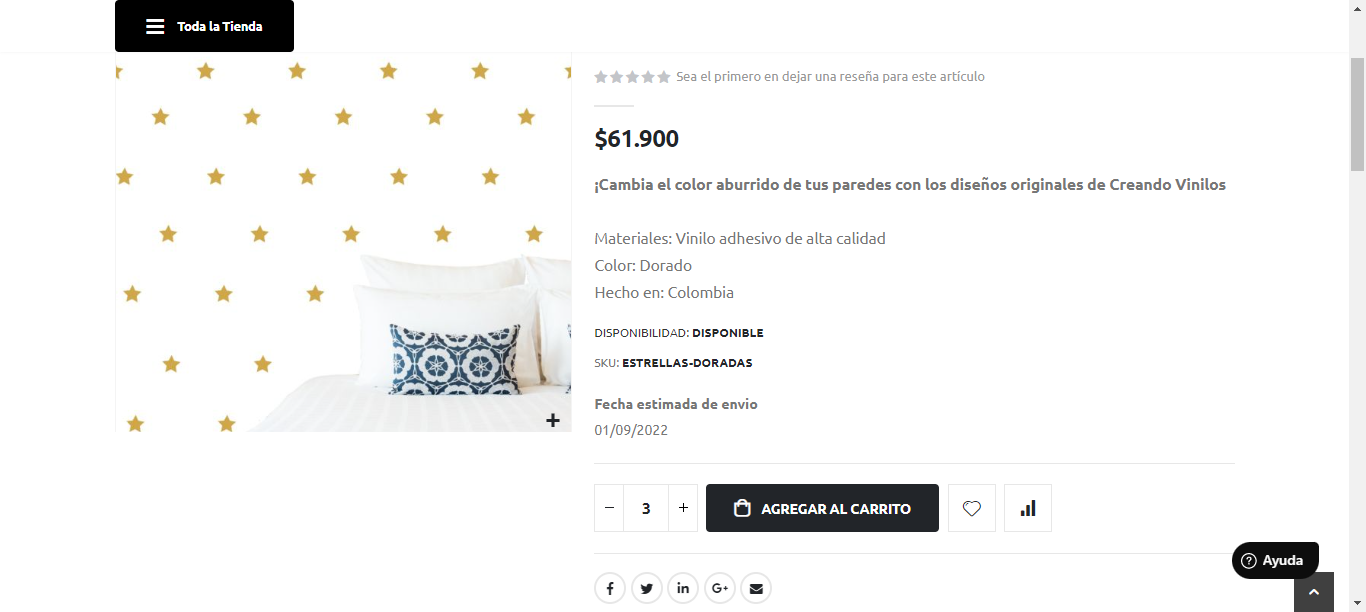 Toda la Tienda
Sea el primero en dejar una reseña para este artículo
$61.900
¡Cambia el color aburrido de tus paredes con los diseños originales de Creando Vinilos
Materiales: Vinilo adhesivo de alta calidad
Color: Dorado
Hecho en: Colombia
DISPONIBILIDAD: DISPONIBLE
SKU: ESTRELLAS-DORADAS
Fecha estimada de envio
01/09/2022
− 3 + AGREGAR AL CARRITO
? Ayuda
f in G+